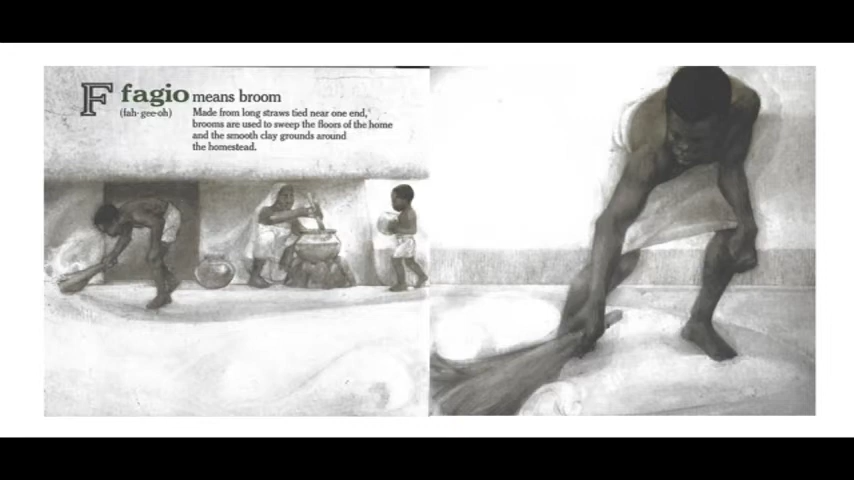 F fagio means broom
(fah-gee-oh)
Made from long straws tied near one end,
brooms are used to sweep the floors of the home
and the smooth clay grounds around
the homestead.